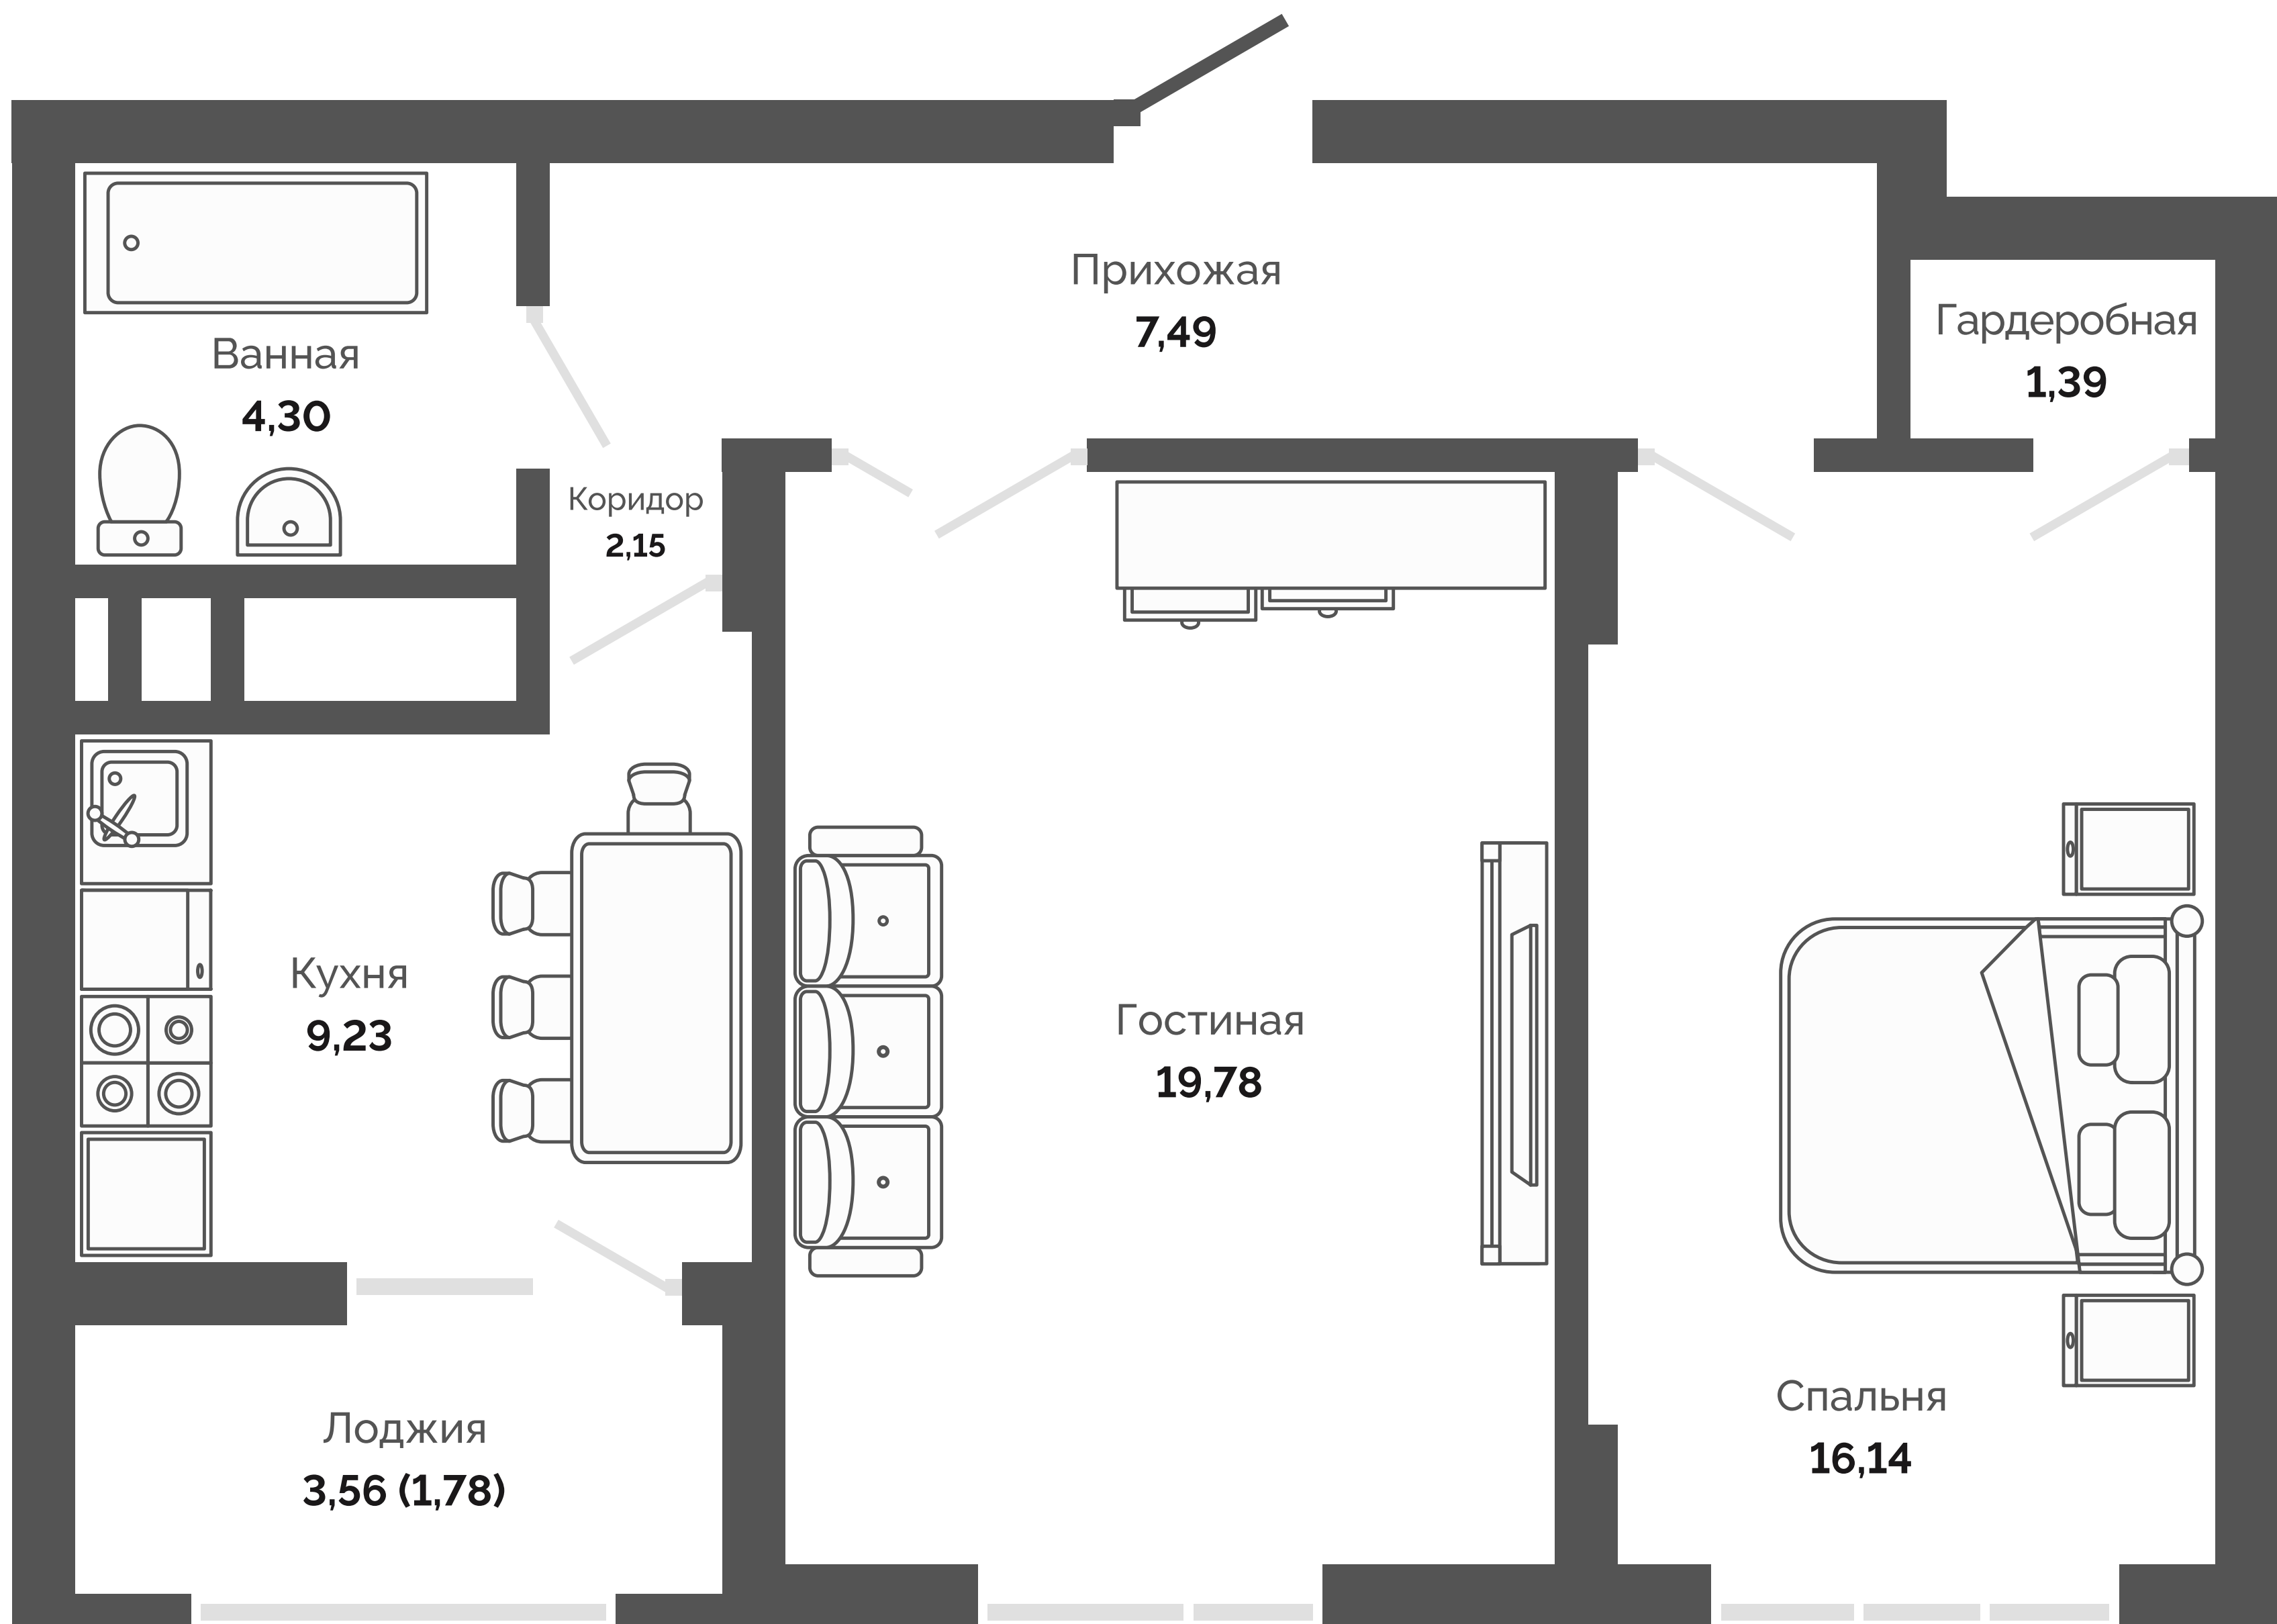 Прихожая
7,49
Гардеробная
1,39
Ванная
4,30
Коридор
2,15
Кухня
9,23
Гостиная
19,78
Спальня
16,14
Лоджия
3,56 (1,78)